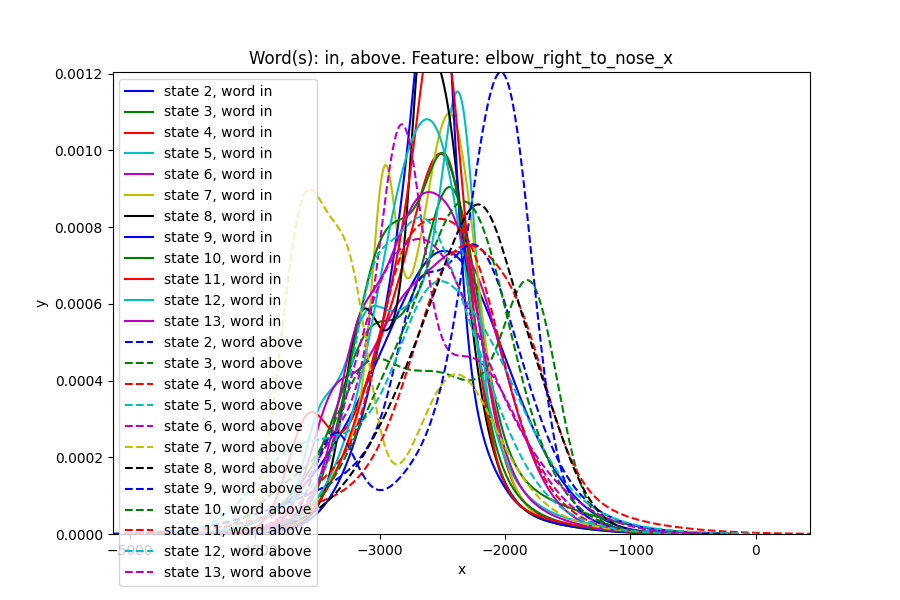 Word(s): in, above. Feature: elbow_right_to_nose_x
0.0012
0.0010
0.0008
0.0006
0.0004
0.0002
0.0000
y
state 2, word in
state 3, word in
state 4, word in
state 5, word in
state 6, word in
state 7, word in
state 8, word in
state 9, word in
state 10, word in
state 11, word in
state 12, word in
state 13, word in
state 2, word above
state 3, word above
state 4, word above
state 5, word above
state 6, word above
state 7, word above
state 8, word above
state 9, word above
state 10, word above
state 11, word above
state 12, word above
state 13, word above
−5000 −4000 −3000 −2000 −1000 0
x